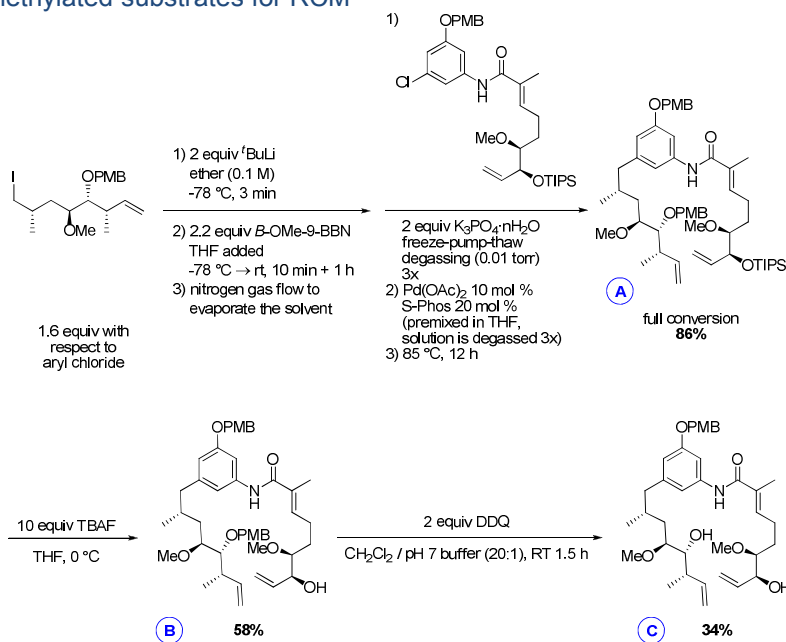 ethylated substrates for RCM
1)
OPMB
Cl
N
H
O
MeO
OTIPS
I
OPMB
OMe
1.6 equiv with
respect to
aryl chloride
1) 2 equiv tBuLi
ether (0.1 M)
-78 °C, 3 min
2) 2.2 equiv B-OMe-9-BBN
THF added
-78 °C → rt, 10 min + 1 h
3) nitrogen gas flow to
evaporate the solvent
2 equiv K3PO4·nH2O
freeze-pump-thaw
degassing (0.01 torr)
3x
2) Pd(OAc)2 10 mol %
S-Phos 20 mol %
(premixed in THF,
solution is degassed 3x)
3) 85 °C, 12 h
OPMB
O
N
H
OPMB
MeO
MeO
OTIPS
A
full conversion
86%
10 equiv TBAF
THF, 0 °C
OPMB
O
N
H
OPMB
MeO
MeO
OH
B 58%
2 equiv DDQ
CH2Cl2 / pH 7 buffer (20:1), RT 1.5 h
OPMB
O
N
H
OH
MeO
MeO
OH
C 34%